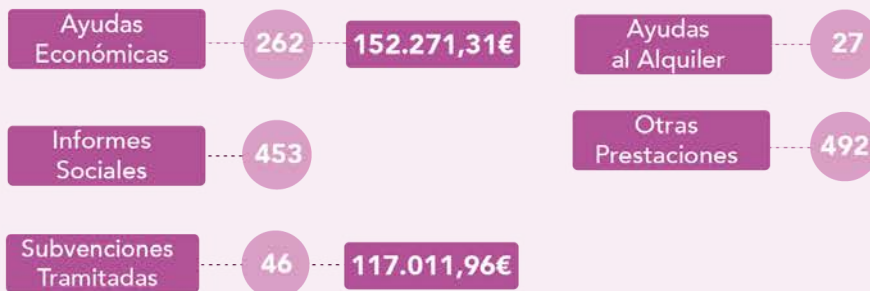 Ayudas
Económicas
262
152.271,31€
Informes
Sociales
453
Subvenciones
Tramitadas
46
117.011,96€
Ayudas
al Alquiler
27
Otras
Prestaciones
492